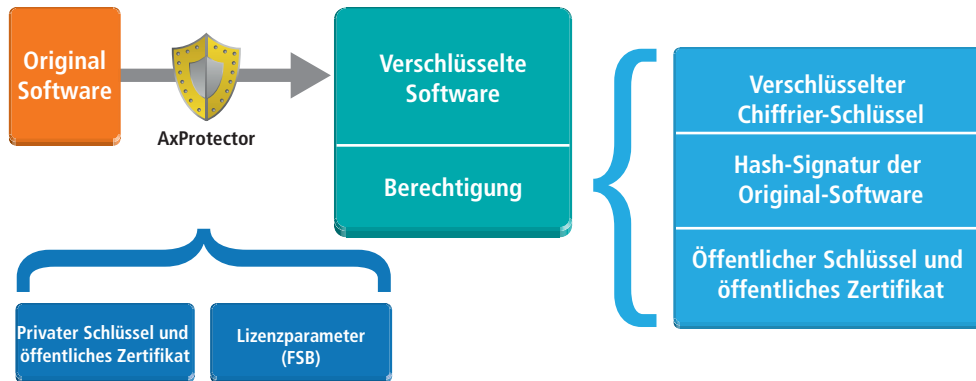 Original
Software
AxProtector
Verschlüsselte
Software
Berechtigung
Verschlüsselter
Chiffrier-Schlüssel
Hash-Signatur der
Original-Software
Öffentlicher Schlüssel und
öffentliches Zertifikat
Privater Schlüssel und
öffentliches Zertifikat
Lizenzparameter
(FSB)